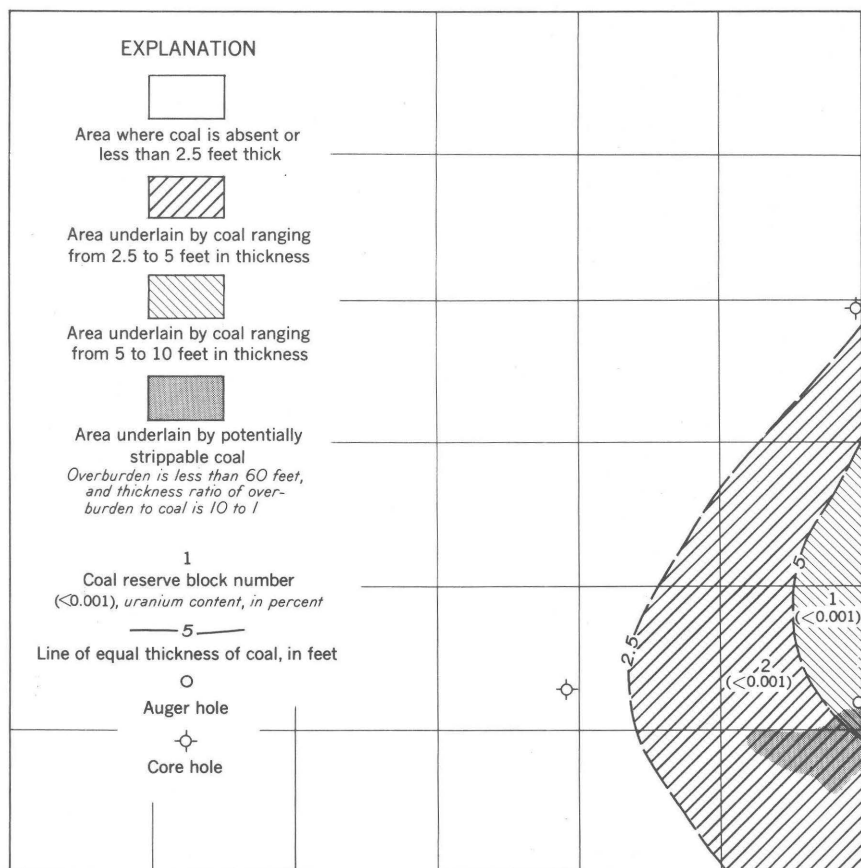 EXPLANATION
Area where coal is absent or
less than 2.5 feet thick
Area underlain by coal ranging
from 2.5 to 5 feet in thickness
Area underlain by coal ranging
from 5 to 10 feet in thickness
Area underlain by potentially
strippable coal
Overburden is less than 60 feet,
and thickness ratio of over-
burden to coal is 10 to 1
1
Coal reserve block number
(<0.001), uranium content, in percent
5
Line of equal thickness of coal, in feet
Auger hole
Core hole
5
1
(<0.001)
2.5
2
(<0.001)